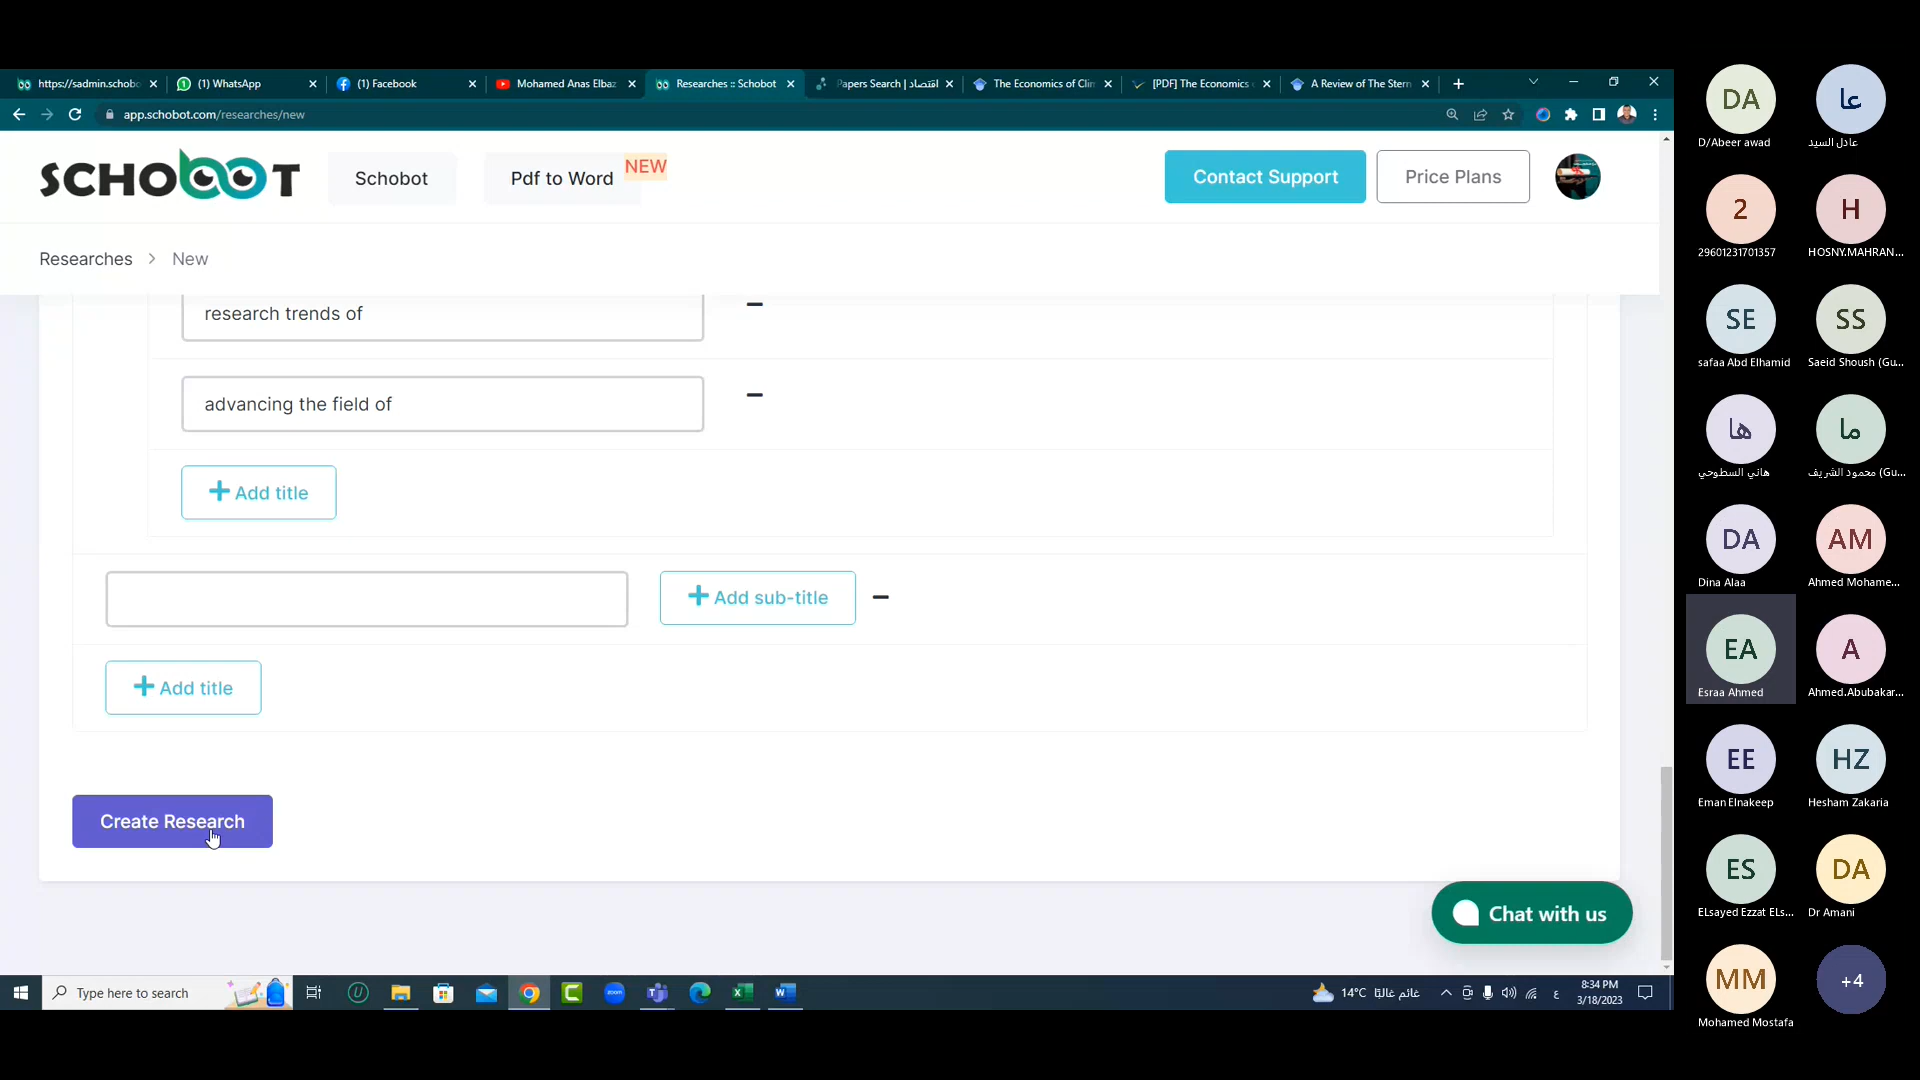 https://sadmin.schobo
(1) WhatsApp
(1) Facebook
Mohamed Anas Elbaz
Researches :: Schobot
Papers Search | اقتصاد
The Economics of Clim
[PDF] The Economics
A Review of The Stern
app.schobot.com/researches/new
SCHOBOT
Schobot
Pdf to Word
NEW
Contact Support
Price Plans
Researches
New
research trends of
advancing the field of
Add title
Add sub-title
Add title
Create Research
Chat with us
Type here to search
14°C غائم غالبًا
ع
8:34 PM
3/18/2023
DA
D/Abeer awad
عا
عادل السيد
2
29601231701357
H
HOSNY.MAHRAN...
SE
safaa Abd Elhamid
SS
Saeid Shoush (Gu...
ها
هاني السطوحي
ما
محمود الشريف (Gu...
DA
Dina Alaa
AM
Ahmed Mohame...
EA
Esraa Ahmed
A
Ahmed.Abubakar...
EE
Eman Elnakeep
HZ
Hesham Zakaria
ES
ELsayed Ezzat ELs...
DA
Dr Amani
MM
Mohamed Mostafa
+4